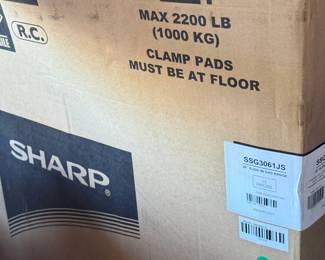 MAX 2200 LB
(1000 KG)
R.C.
CLAMP PADS
MUST BE AT FLOOR
SHARP®
SSG3061JS